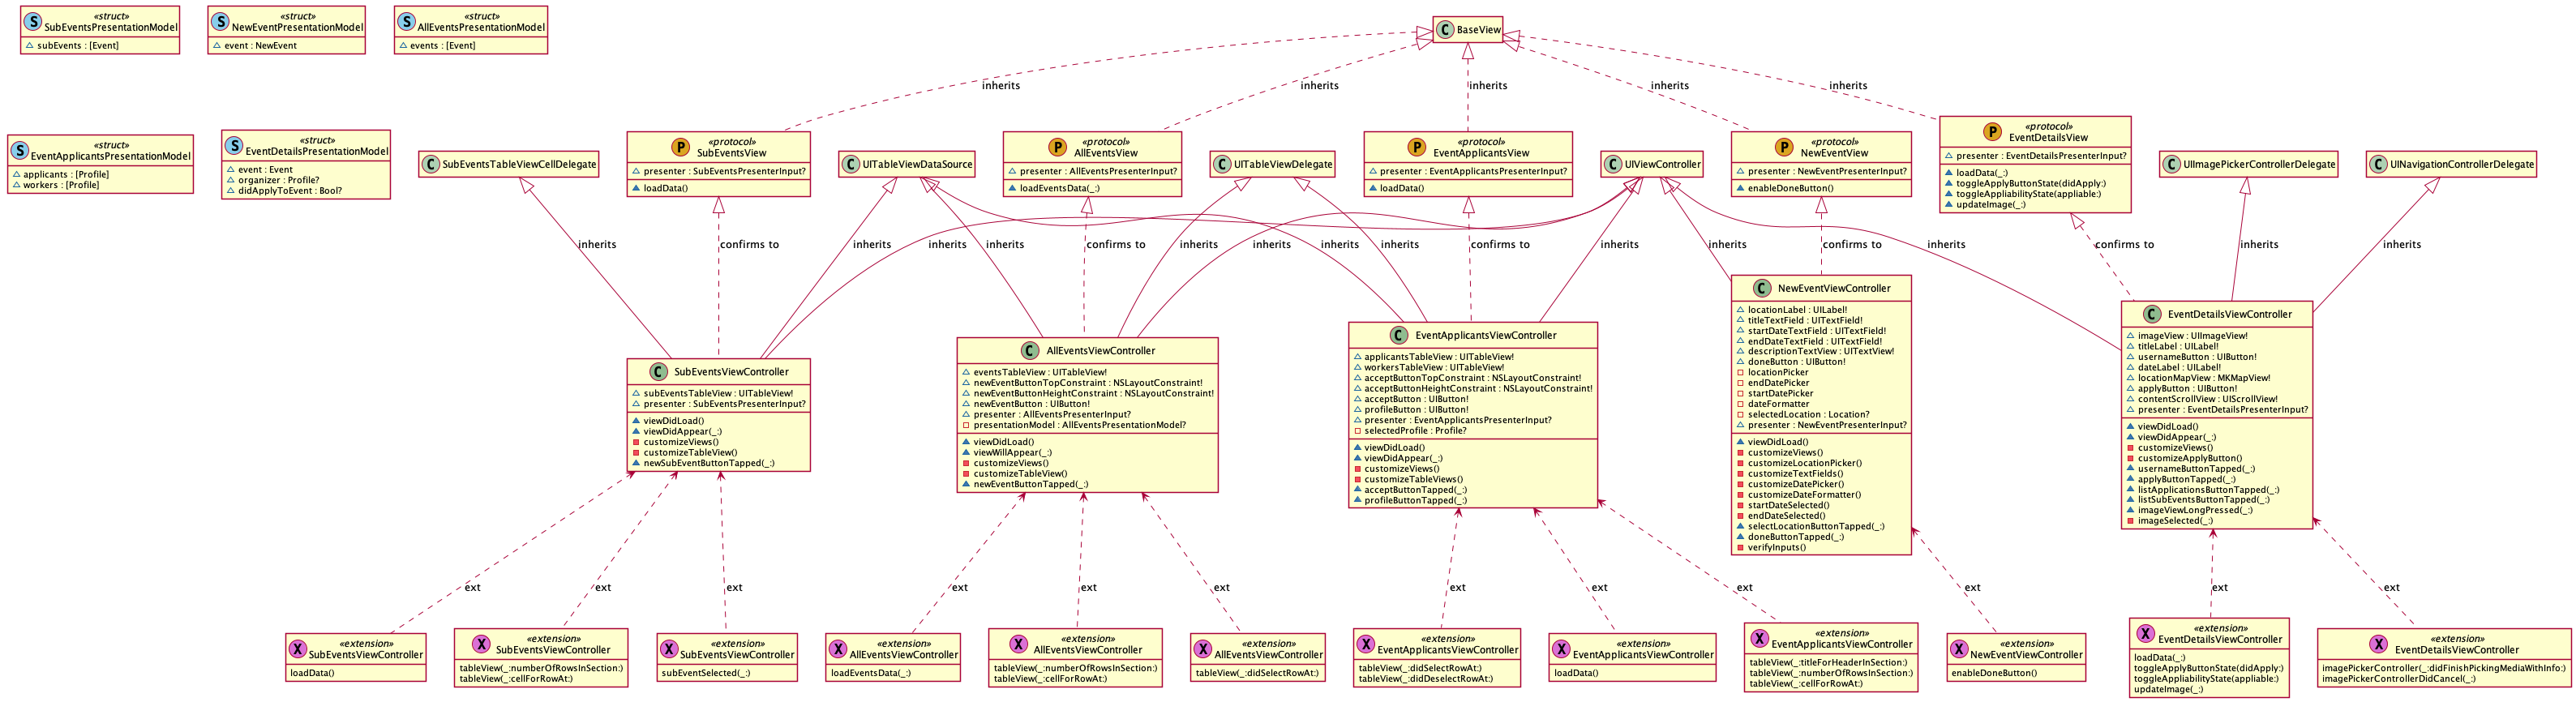 S «struct»
SubEventsPresentationModel
subEvents : [Event]
S «struct»
NewEventPresentationModel
event : NewEvent
S «struct»
AllEventsPresentationModel
events : [Event]
C BaseView
inherits
inherits
inherits
inherits
inherits
S «struct»
EventApplicantsPresentationModel
applicants : [Profile]
workers : [Profile]
S «struct»
EventDetailsPresentationModel
event : Event
organizer : Profile?
didApplyToEvent : Bool?
C SubEventsTableViewCellDelegate
P «protocol»
SubEventsView
presenter : SubEventsPresenterInput?
loadData()
C UITableViewDataSource
P «protocol»
AllEventsView
presenter : AllEventsPresenterInput?
loadEventsData(_:)
C UITableViewDelegate
P «protocol»
EventApplicantsView
presenter : EventApplicantsPresenterInput?
loadData()
C UIViewController
P «protocol»
NewEventView
presenter : NewEventPresenterInput?
enableDoneButton()
P «protocol»
EventDetailsView
presenter : EventDetailsPresenterInput?
loadData(_:)
toggleApplyButtonState(didApply:)
toggleAppliabilityState(appliable:)
updateImage(_:)
C UIImagePickerControllerDelegate
C UINavigationControllerDelegate
inherits
confirms to
inherits
inherits
inherits
confirms to
inherits
inherits
inherits
inherits
confirms to
inherits
inherits
confirms to
inherits
confirms to
inherits
inherits
C SubEventsViewController
subEventsTableView : UITableView!
presenter : SubEventsPresenterInput?
viewDidLoad()
viewDidAppear(_:)
customizeViews()
customizeTableView()
newSubEventButtonTapped(_:)
C AllEventsViewController
eventsTableView : UITableView!
newEventButtonTopConstraint : NSLayoutConstraint!
newEventButtonHeightConstraint : NSLayoutConstraint!
newEventButton : UIButton!
presenter : AllEventsPresenterInput?
presentationModel : AllEventsPresentationModel?
viewDidLoad()
viewWillAppear(_:)
customizeViews()
customizeTableView()
newEventButtonTapped(_:)
C EventApplicantsViewController
applicantsTableView : UITableView!
workersTableView : UITableView!
acceptButtonTopConstraint : NSLayoutConstraint!
acceptButtonHeightConstraint : NSLayoutConstraint!
acceptButton : UIButton!
profileButton : UIButton!
presenter : EventApplicantsPresenterInput?
selectedProfile : Profile?
viewDidLoad()
viewDidAppear(_:)
customizeViews()
customizeTableViews()
acceptButtonTapped(_:)
profileButtonTapped(_:)
C NewEventViewController
locationLabel : UILabel!
titleTextField : UITextField!
startDateTextField : UITextField!
endDateTextField : UITextField!
descriptionTextView : UITextView!
doneButton : UIButton!
locationPicker
endDatePicker
startDatePicker
dateFormatter
selectedLocation : Location?
presenter : NewEventPresenterInput?
viewDidLoad()
customizeViews()
customizeLocationPicker()
customizeTextFields()
customizeDatePicker()
customizeDateFormatter()
startDateSelected()
endDateSelected()
selectLocationButtonTapped(_:)
doneButtonTapped(_:)
verifyInputs()
C EventDetailsViewController
imageView : UIImageView!
titleLabel : UILabel!
usernameButton : UIButton!
dateLabel : UILabel!
locationMapView : MKMapView!
applyButton : UIButton!
contentScrollView : UIScrollView!
presenter : EventDetailsPresenterInput?
viewDidLoad()
viewDidAppear(_:)
customizeViews()
customizeApplyButton()
usernameButtonTapped(_:)
applyButtonTapped(_:)
listApplicationsButtonTapped(_:)
listSubEventsButtonTapped(_:)
imageViewLongPressed(_:)
imageSelected(_:)
ext
ext
ext
ext
ext
ext
ext
ext
ext
ext
ext
ext
X «extension»
SubEventsViewController
loadData()
X «extension»
SubEventsViewController
tableView(_:numberOfRowsInSection:)
tableView(_:cellForRowAt:)
X «extension»
SubEventsViewController
subEventSelected(_:)
X «extension»
AllEventsViewController
loadEventsData(_:)
X «extension»
AllEventsViewController
tableView(_:numberOfRowsInSection:)
tableView(_:cellForRowAt:)
X «extension»
AllEventsViewController
tableView(_:didSelectRowAt:)
X «extension»
EventApplicantsViewController
tableView(_:didSelectRowAt:)
tableView(_:didDeselectRowAt:)
X «extension»
EventApplicantsViewController
loadData()
X «extension»
EventApplicantsViewController
tableView(_:titleForHeaderInSection:)
tableView(_:numberOfRowsInSection:)
tableView(_:cellForRowAt:)
X «extension»
NewEventViewController
enableDoneButton()
X «extension»
EventDetailsViewController
loadData(_:)
toggleApplyButtonState(didApply:)
toggleAppliabilityState(appliable:)
updateImage(_:)
X «extension»
EventDetailsViewController
imagePickerController(_:didFinishPickingMediaWithInfo:)
imagePickerControllerDidCancel(_:)